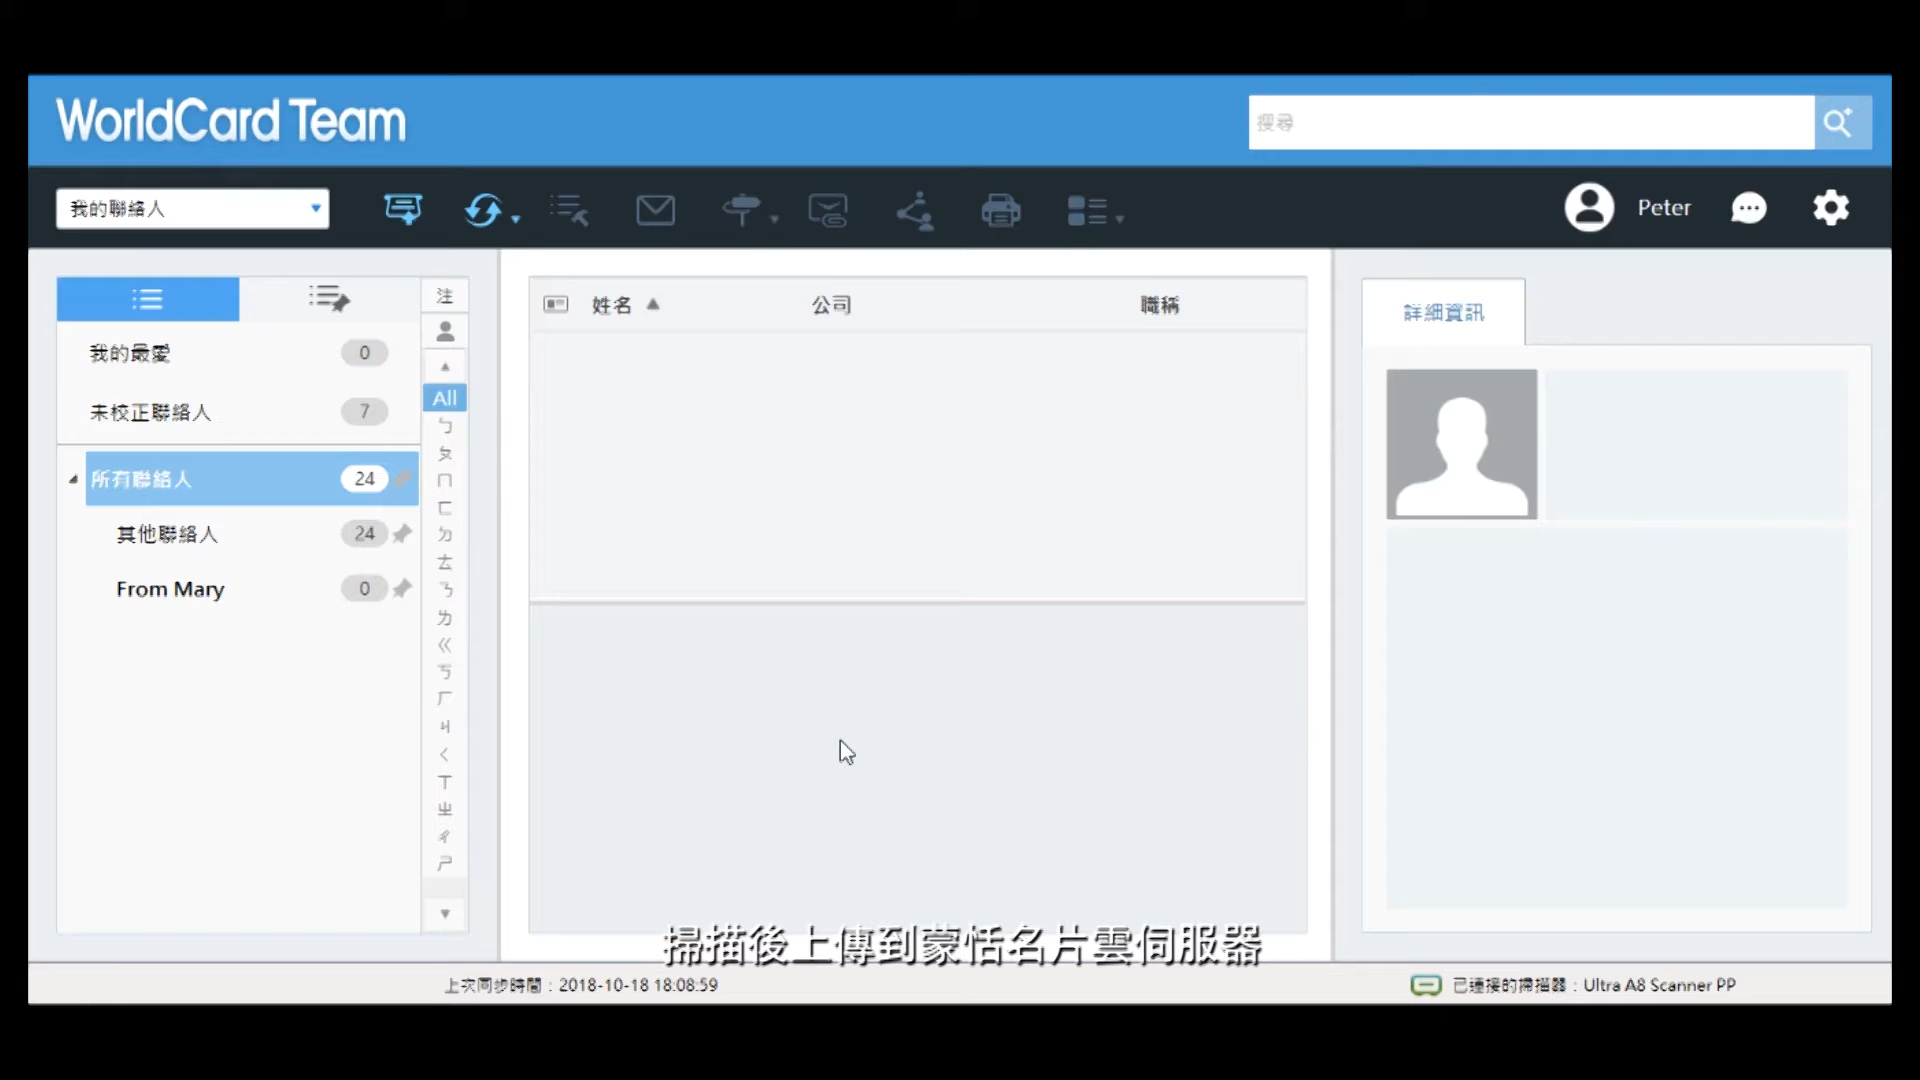 WorldCard Team
搜尋
我的聯絡人
Peter
注
姓名 ▲ 公司 職稱
詳細資訊
我的最愛 0
未校正聯絡人 7
所有聯絡人 24
其他聯絡人 24
From Mary 0
All
ㄅ
ㄆ
ㄇ
ㄈ
ㄉ
ㄊ
ㄋ
ㄌ
ㄍ
ㄎ
ㄏ
ㄐ
ㄑ
ㄒ
ㄓ
ㄔ
ㄕ
掃描後上傳到蒙恬名片雲伺服器
上次同步時間：2018-10-18 18:08:59
已連接的掃描器：Ultra A8 Scanner PP